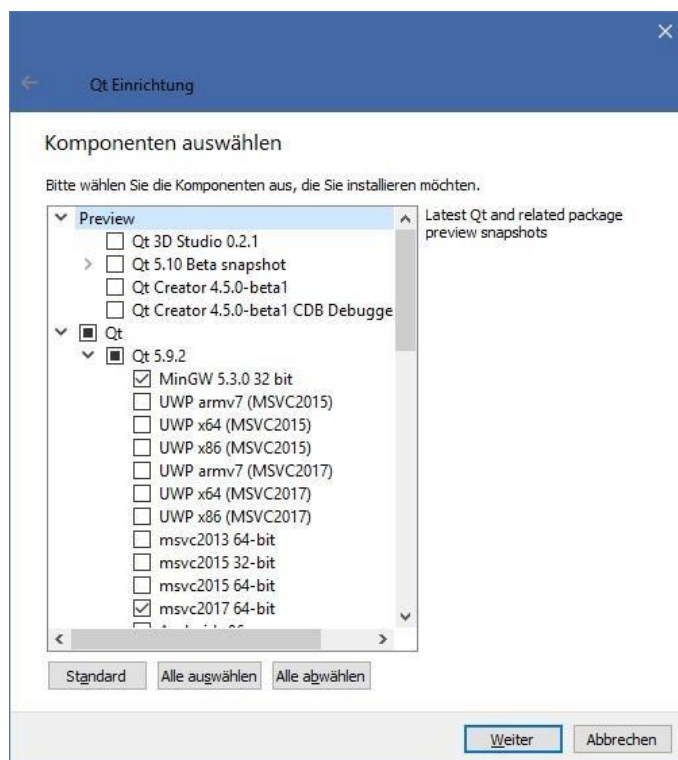 Qt Einrichtung
Komponenten auswählen
Bitte wählen Sie die Komponenten aus, die Sie installieren möchten.
Preview
Qt 3D Studio 0.2.1
Qt 5.10 Beta snapshot
Qt Creator 4.5.0-beta1
Qt Creator 4.5.0-beta1 CDB Debugge
Qt
Qt 5.9.2
MinGW 5.3.0 32 bit
UWP armv7 (MSVC2015)
UWP x64 (MSVC2015)
UWP x86 (MSVC2015)
UWP armv7 (MSVC2017)
UWP x64 (MSVC2017)
UWP x86 (MSVC2017)
msvc2013 64-bit
msvc2015 32-bit
msvc2015 64-bit
msvc2017 64-bit
Latest Qt and related package
preview snapshots
Standard Alle auswählen Alle abwählen
Weiter Abbrechen